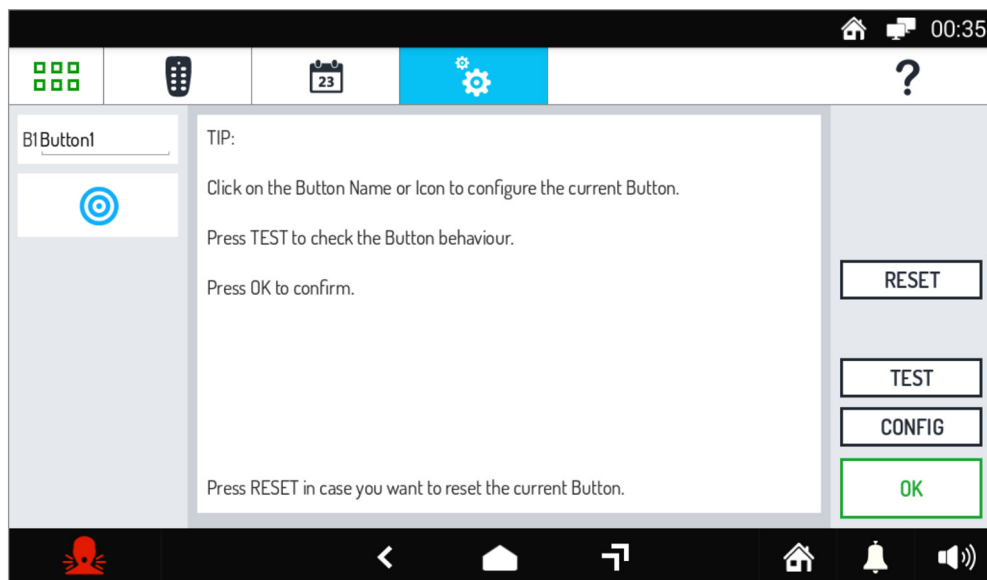 00:35
23
?
B1 Button1
TIP:
Click on the Button Name or Icon to configure the current Button.
Press TEST to check the Button behaviour.
Press OK to confirm.
Press RESET in case you want to reset the current Button.
RESET
TEST
CONFIG
OK